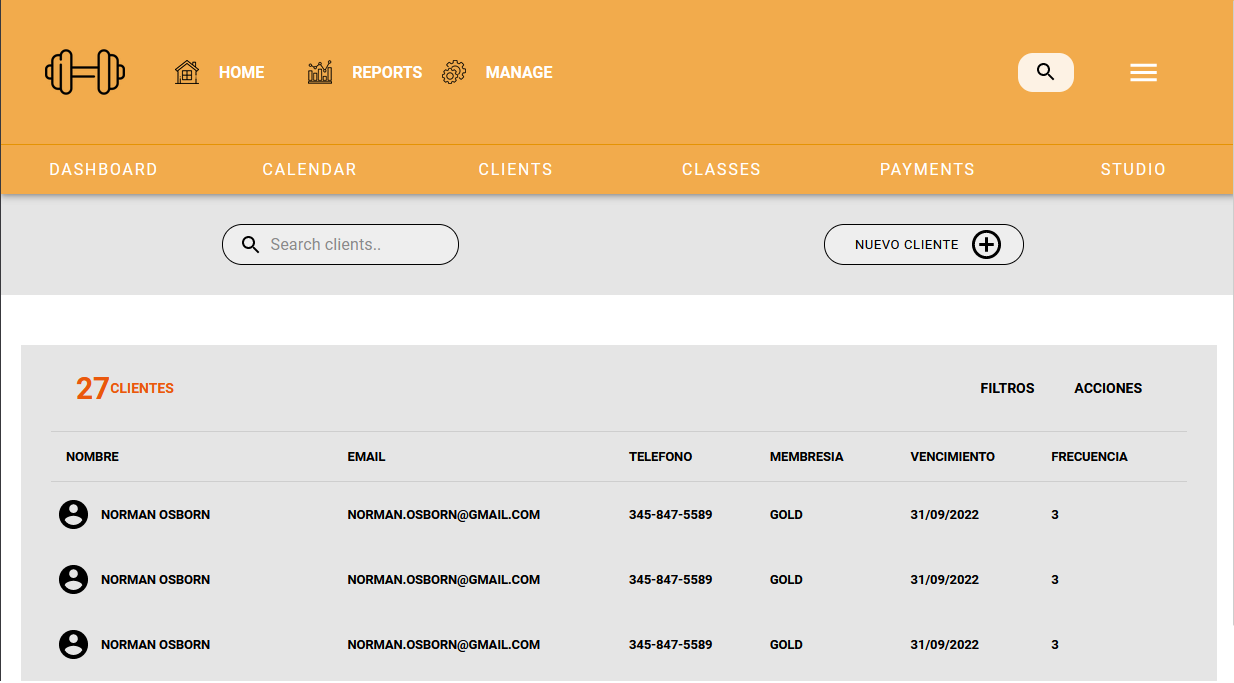 HOME REPORTS MANAGE
DASHBOARD CALENDAR CLIENTS CLASSES PAYMENTS STUDIO
Search clients.. NUEVO CLIENTE
27 CLIENTES FILTROS ACCIONES
NOMBRE EMAIL TELEFONO MEMBRESIA VENCIMIENTO FRECUENCIA
NORMAN OSBORN NORMAN.OSBORN@GMAIL.COM 345-847-5589 GOLD 31/09/2022 3
NORMAN OSBORN NORMAN.OSBORN@GMAIL.COM 345-847-5589 GOLD 31/09/2022 3
NORMAN OSBORN NORMAN.OSBORN@GMAIL.COM 345-847-5589 GOLD 31/09/2022 3